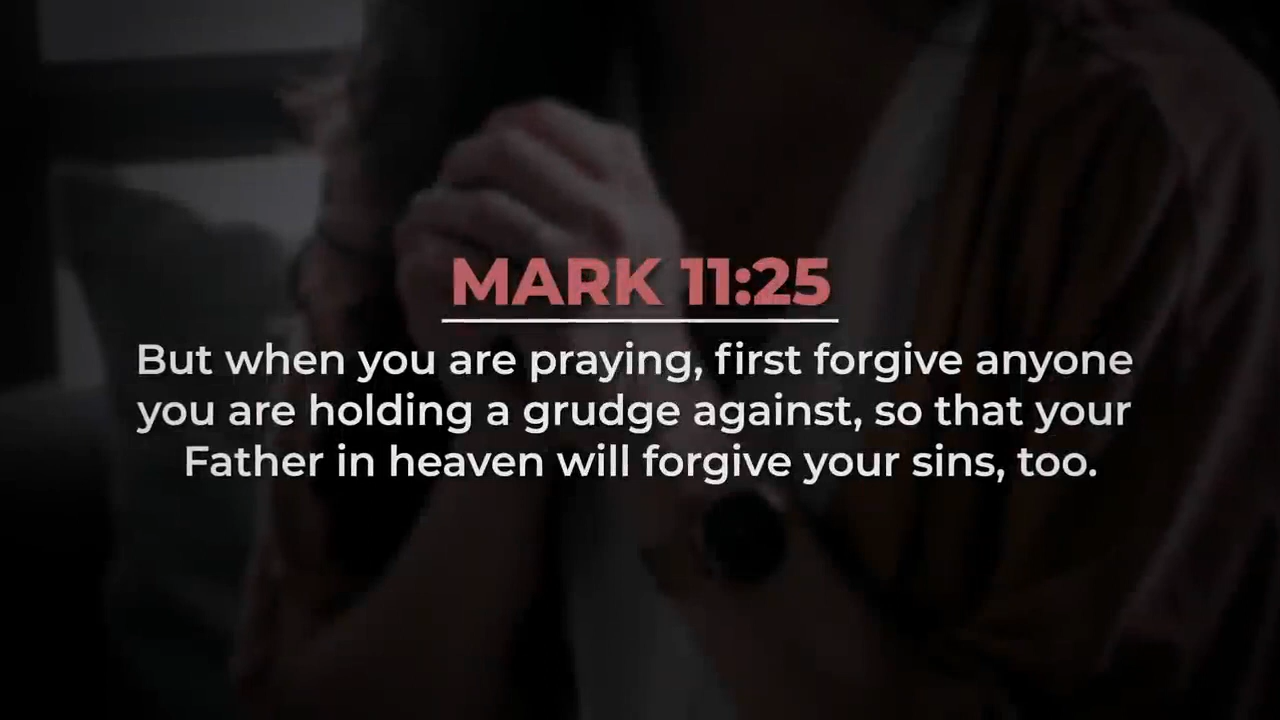 MARK 11:25
But when you are praying, first forgive anyone
you are holding a grudge against, so that your
Father in heaven will forgive your sins, too.